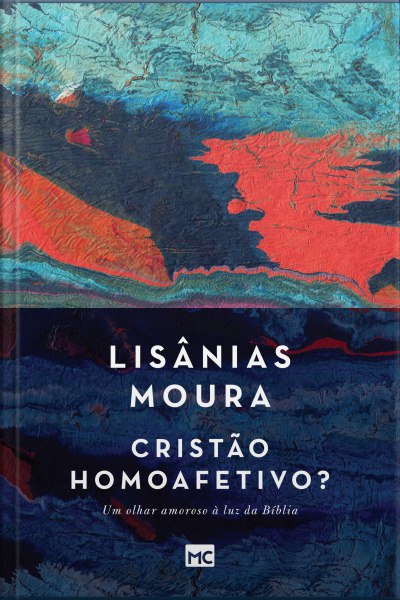 LISÂNIAS
MOURA
CRISTÃO
HOMOAFETIVO?
Um olhar amoroso à luz da Bíblia
MC